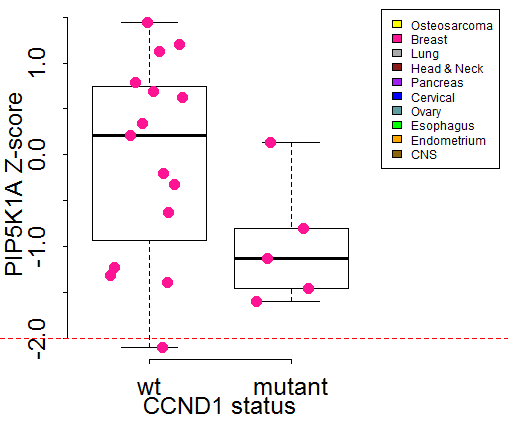 PIP5K1A Z-score
1.0
0.0
-1.0
-2.0
wt mutant
CCND1 status
Osteosarcoma
Breast
Lung
Head & Neck
Pancreas
Cervical
Ovary
Esophagus
Endometrium
CNS